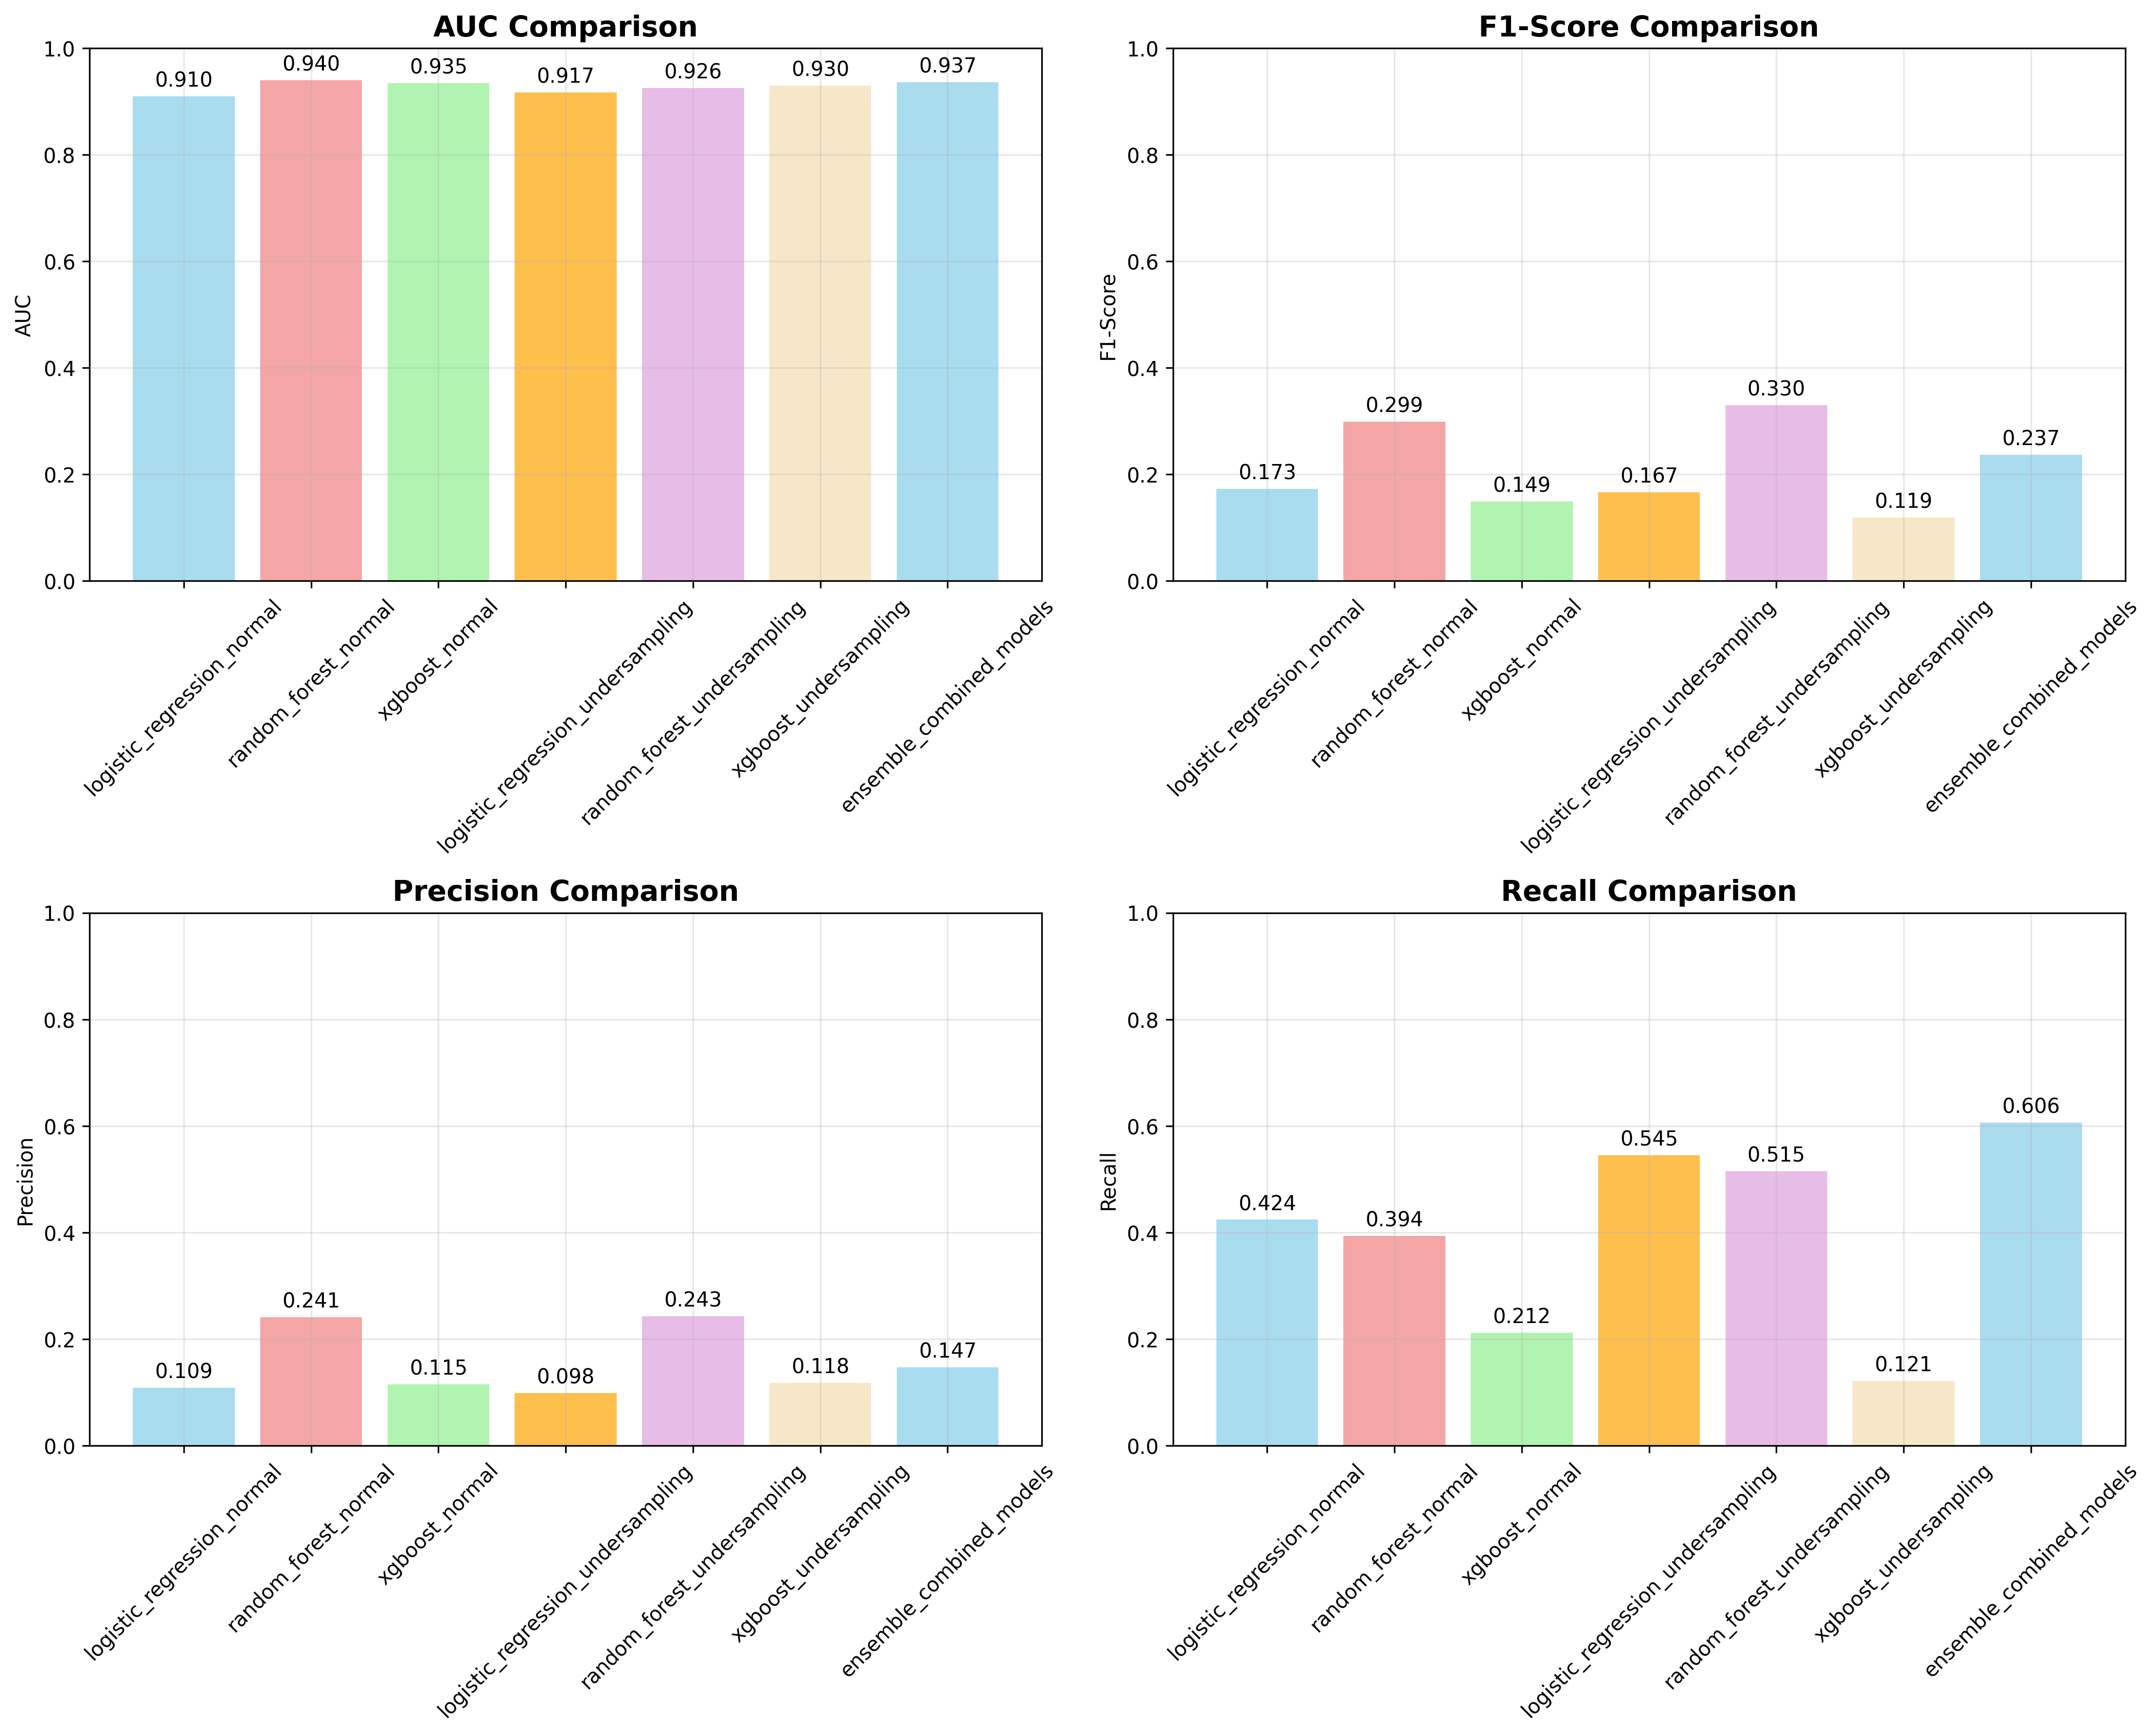 AUC Comparison
AUC
1.0
0.8
0.6
0.4
0.2
0.0
0.910
0.940
0.935
0.917
0.926
0.930
0.937
logistic_regression_normal
random_forest_normal
xgboost_normal
logistic_regression_undersampling
random_forest_undersampling
xgboost_undersampling
ensemble_combined_models
F1-Score Comparison
F1-Score
1.0
0.8
0.6
0.4
0.2
0.0
0.173
0.299
0.149
0.167
0.330
0.119
0.237
logistic_regression_normal
random_forest_normal
xgboost_normal
logistic_regression_undersampling
random_forest_undersampling
xgboost_undersampling
ensemble_combined_models
Precision Comparison
Precision
1.0
0.8
0.6
0.4
0.2
0.0
0.109
0.241
0.115
0.098
0.243
0.118
0.147
logistic_regression_normal
random_forest_normal
xgboost_normal
logistic_regression_undersampling
random_forest_undersampling
xgboost_undersampling
ensemble_combined_models
Recall Comparison
Recall
1.0
0.8
0.6
0.4
0.2
0.0
0.424
0.394
0.212
0.545
0.515
0.121
0.606
logistic_regression_normal
random_forest_normal
xgboost_normal
logistic_regression_undersampling
random_forest_undersampling
xgboost_undersampling
ensemble_combined_models